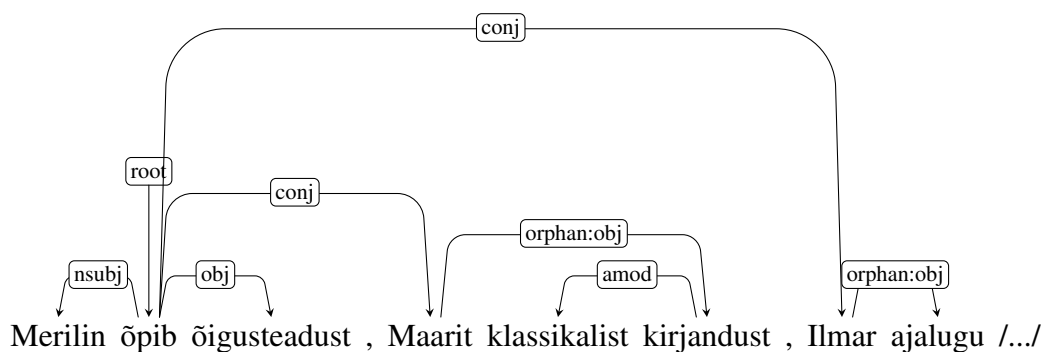 conj
root
conj
orphan:obj
nsubj obj amod orphan:obj
Merilin õpib õigusteadust , Maarit klassikalist kirjandust , Ilmar ajalugu /.../